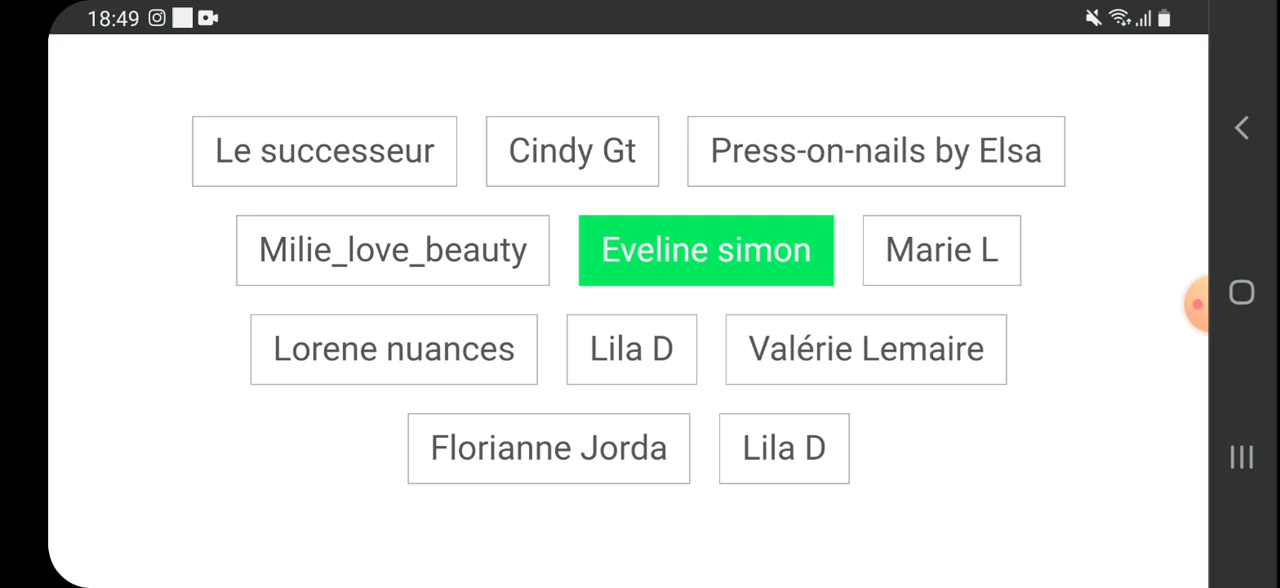 18:49
Le successeur Cindy Gt Press-on-nails by Elsa
Milie_love_beauty Eveline simon Marie L
Lorene nuances Lila D Valérie Lemaire
Florianne Jorda Lila D